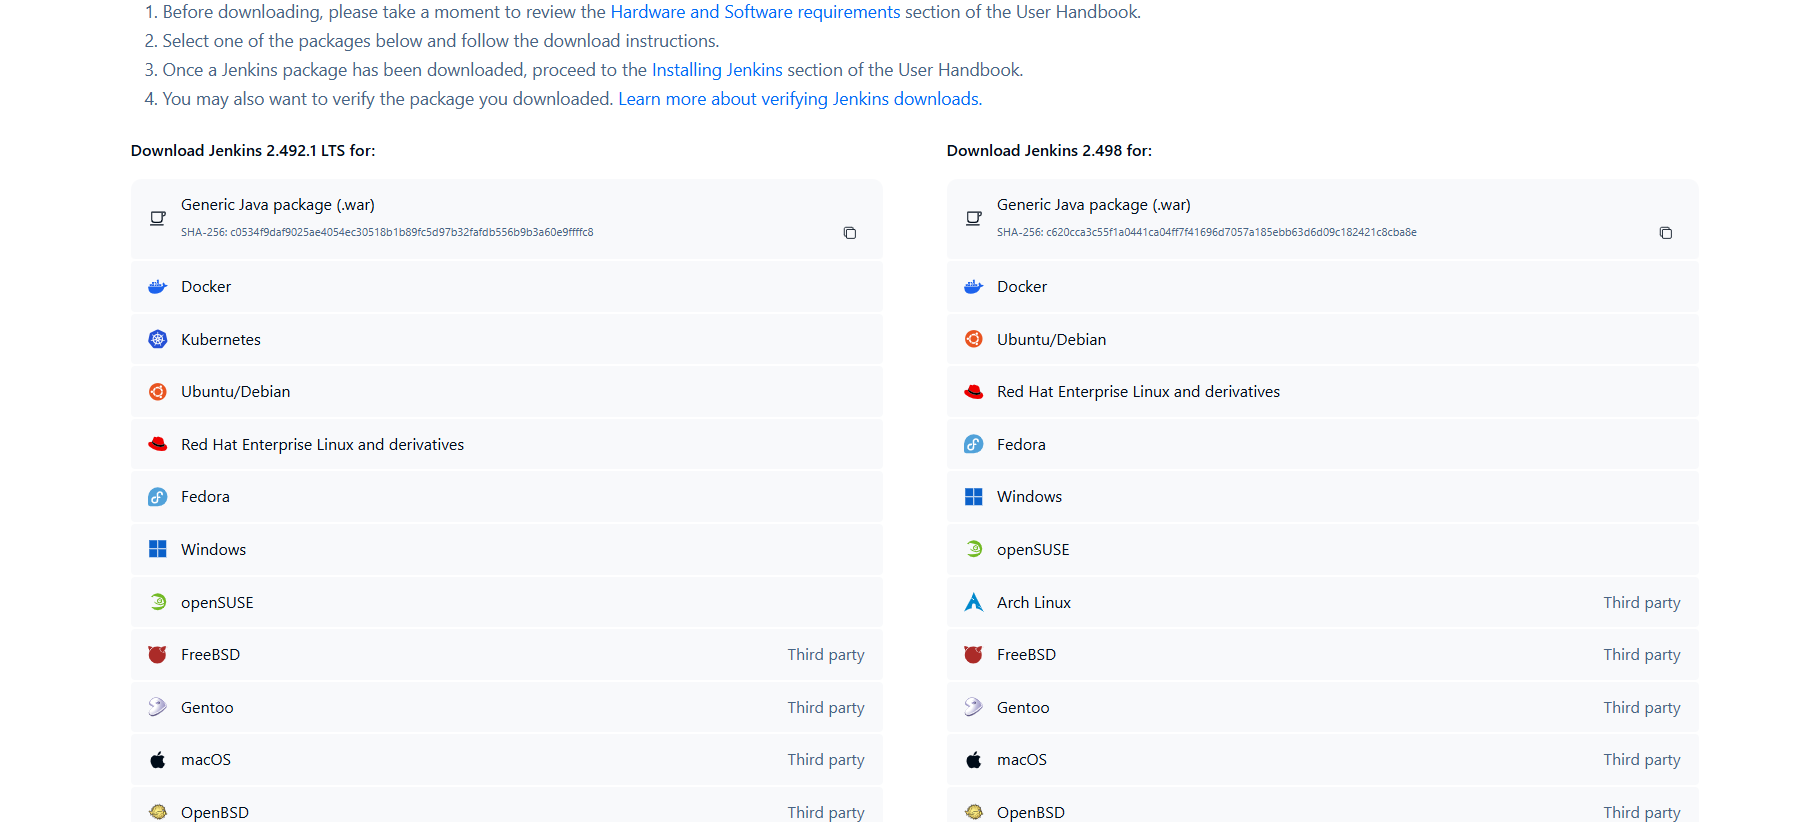 1. Before downloading, please take a moment to review the Hardware and Software requirements section of the User Handbook.
2. Select one of the packages below and follow the download instructions.
3. Once a Jenkins package has been downloaded, proceed to the Installing Jenkins section of the User Handbook.
4. You may also want to verify the package you downloaded. Learn more about verifying Jenkins downloads.
Download Jenkins 2.492.1 LTS for:
Generic Java package (.war)
SHA-256: c0534f9daf9025ae4054ec30518b1b89fc5d97b32fafdb556b9b3a60e9ffffc8
Docker
Kubernetes
Ubuntu/Debian
Red Hat Enterprise Linux and derivatives
Fedora
Windows
openSUSE
FreeBSD Third party
Gentoo Third party
macOS Third party
OpenBSD Third party
Download Jenkins 2.498 for:
Generic Java package (.war)
SHA-256: c620cca3c55f1a0441ca04ff7f41696d7057a185ebb63d6d09c182421c8cba8e
Docker
Ubuntu/Debian
Red Hat Enterprise Linux and derivatives
Fedora
Windows
openSUSE
Arch Linux Third party
FreeBSD Third party
Gentoo Third party
macOS Third party
OpenBSD Third party